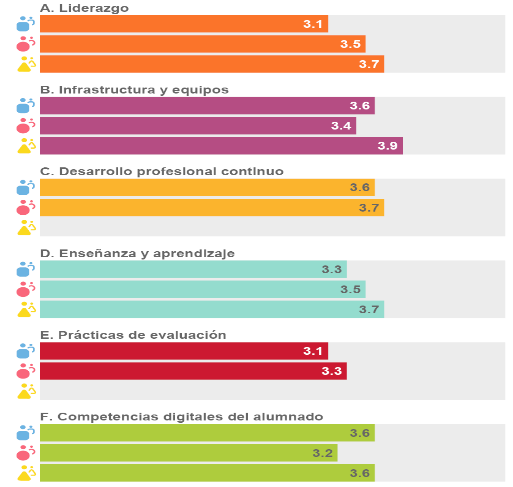 A. Liderazgo
3.1
3.5
3.7
B. Infrastructura y equipos
3.6
3.4
3.9
C. Desarrollo profesional continuo
3.6
3.7
D. Enseñanza y aprendizaje
3.3
3.5
3.7
E. Prácticas de evaluación
3.1
3.3
F. Competencias digitales del alumnado
3.6
3.2
3.6